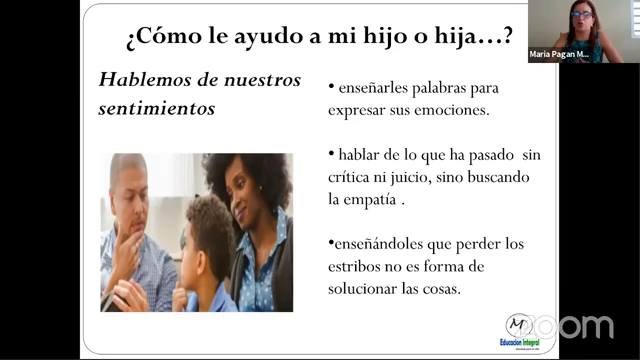 ¿Cómo le ayudo a mi hijo o hija...?
Hablemos de nuestros
sentimientos
• enseñarles palabras para
expresar sus emociones.
• hablar de lo que ha pasado sin
crítica ni juicio, sino buscando
la empatía .
•enseñándoles que perder los
estribos no es forma de
solucionar las cosas.
Maria Pagan M...
M
Educacion Integral
zoom